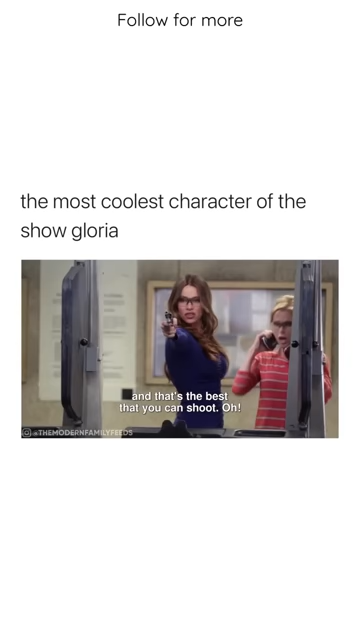 Follow for more
the most coolest character of the
show gloria
and that's the best
that you can shoot. Oh!
@THEMODERNFAMILYFEEDS